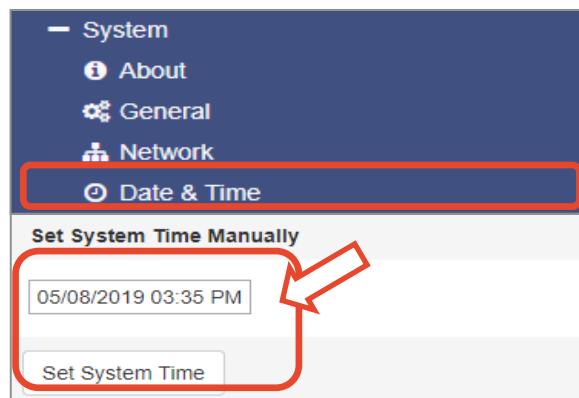 System
About
General
Network
Date & Time
Set System Time Manually
05/08/2019 03:35 PM
Set System Time